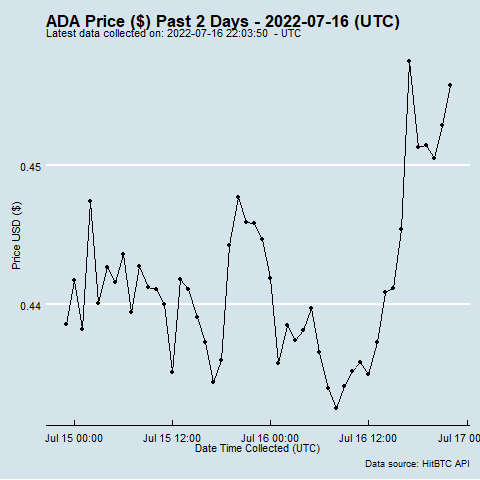 ADA Price ($) Past 2 Days - 2022-07-16 (UTC)
Latest data collected on: 2022-07-16 22:03:50 - UTC
0.45
Price USD ($)
0.44
Jul 15 00:00 Jul 15 12:00 Jul 16 00:00 Jul 16 12:00 Jul 17 00
Date Time Collected (UTC)
Data source: HitBTC API